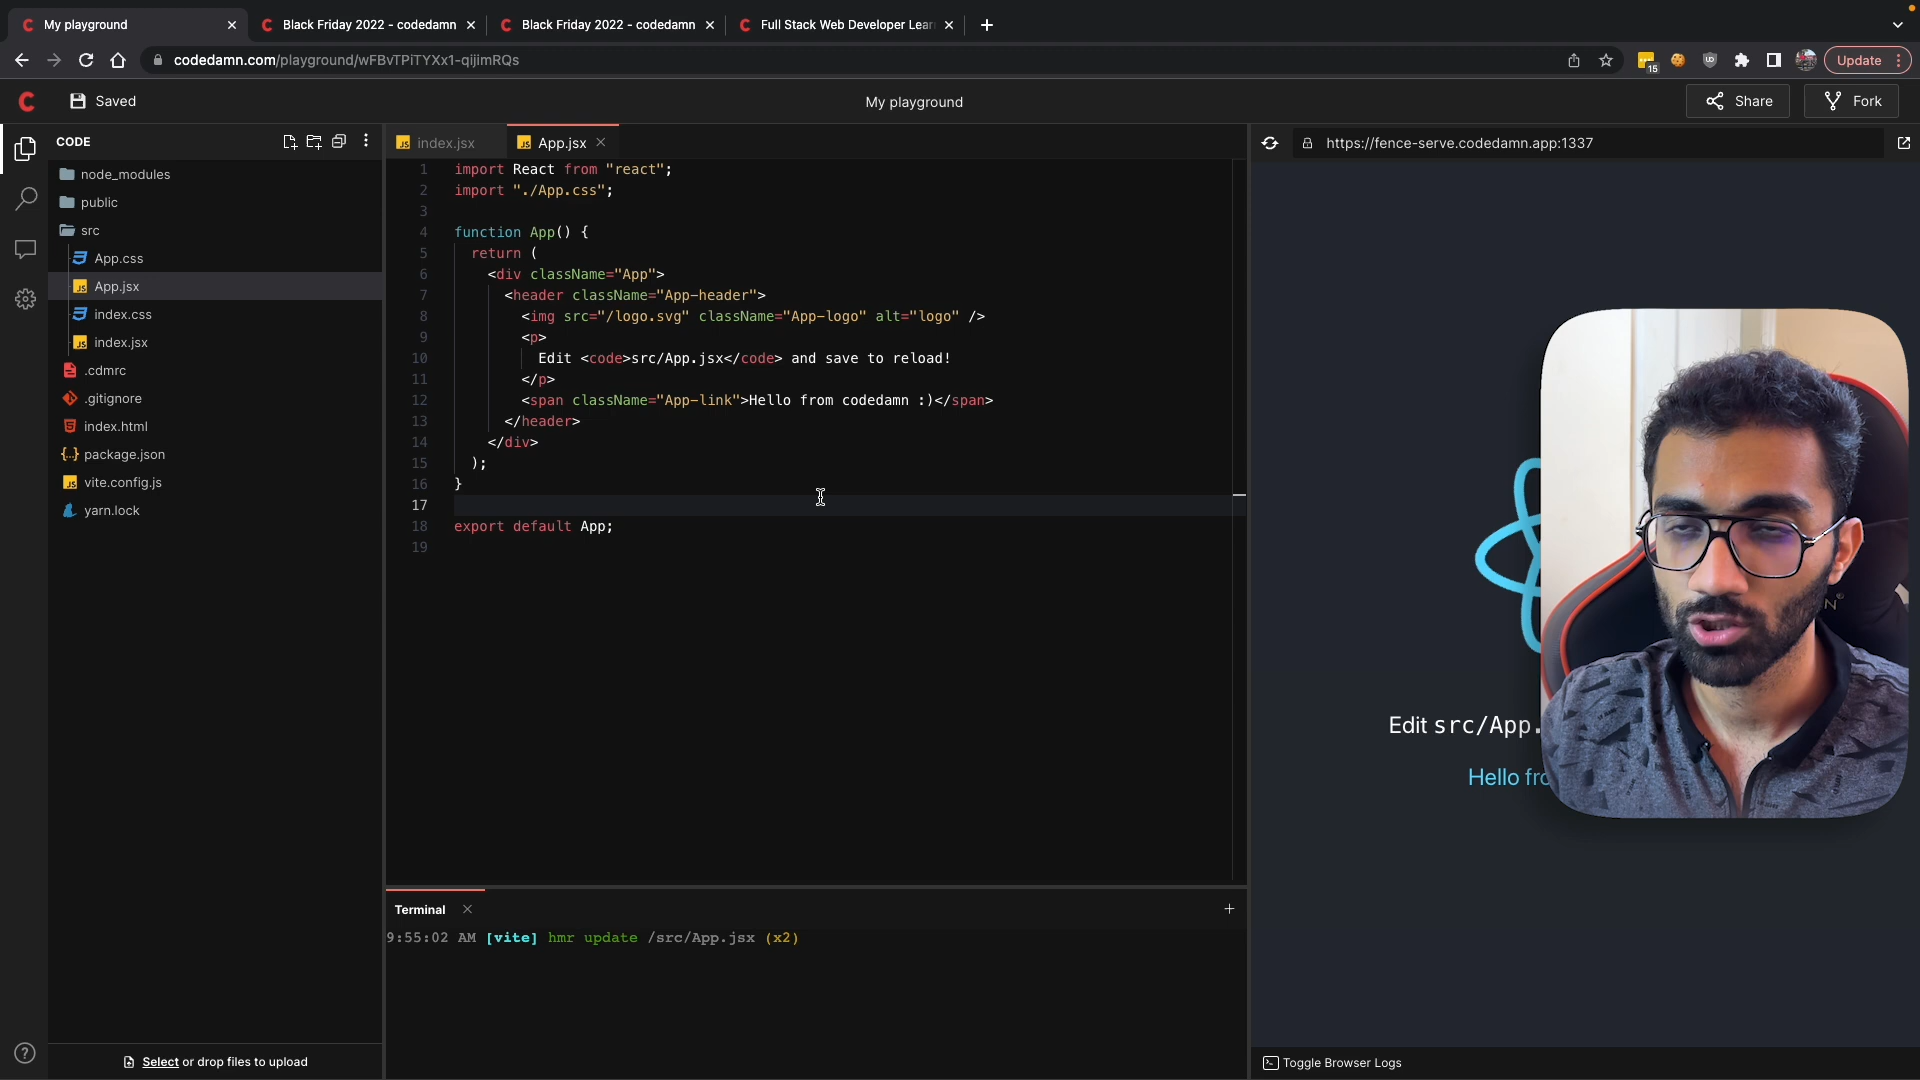 My playground
Black Friday 2022 - codedamn
Black Friday 2022 - codedamn
Full Stack Web Developer Lear
codedamn.com/playground/wFBvTPiTYXx1-qijimRQs
15
Update
Saved
My playground
Share
Fork
CODE
node_modules
public
src
App.css
App.jsx
index.css
index.jsx
.cdmrc
.gitignore
index.html
package.json
vite.config.js
yarn.lock
Select or drop files to upload
index.jsx
App.jsx
1 import React from "react";
2 import "./App.css";
3
4 function App() {
5 return (
6 <div className="App">
7 <header className="App-header">
8 <img src="/logo.svg" className="App-logo" alt="logo" />
9 <p>
10 Edit <code>src/App.jsx</code> and save to reload!
11 </p>
12 <span className="App-link">Hello from codedamn :)</span>
13 </header>
14 </div>
15 );
16 }
17
18 export default App;
19
Terminal
9:55:02 AM [vite] hmr update /src/App.jsx (x2)
https://fence-serve.codedamn.app:1337
Edit src/App.
Hello fro
Toggle Browser Logs